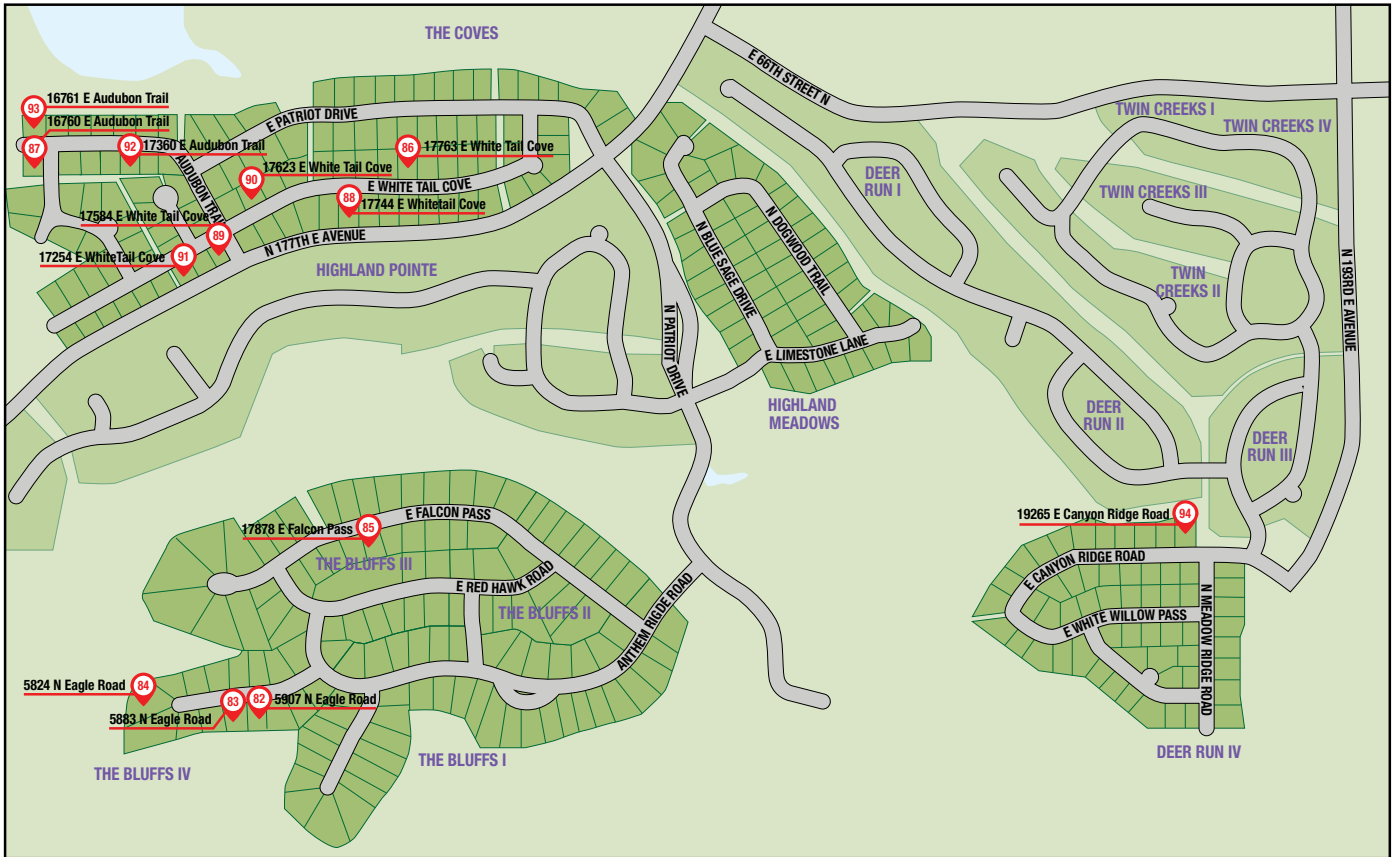 THE COVES
E 66TH STREET N
93
16761 E Audubon Trail
16760 E Audubon Trail
87
92
17360 E Audubon Trail
E PATRIOT DRIVE
AUDUBON TRAIL
86
17763 E White Tail Cove
90
17623 E White Tail Cove
E WHITE TAIL COVE
88
17744 E Whitetail Cove
17584 E White Tail Cove
89
17254 E WhiteTail Cove
91
N 177TH E AVENUE
HIGHLAND POINTE
TWIN CREEKS I
TWIN CREEKS IV
DEER
RUN I
TWIN CREEKS III
N DOGWOOD TRAIL
N BLUE SAGE DRIVE
TWIN
CREEKS II
N 193RD E AVENUE
N PATRIOT DRIVE
E LIMESTONE LANE
HIGHLAND
MEADOWS
DEER
RUN II
DEER
RUN III
E FALCON PASS
17878 E Falcon Pass
85
THE BLUFFS III
E RED HAWK ROAD
THE BLUFFS II
ANTHEM RIGDE ROAD
19265 E Canyon Ridge Road
94
E CANYON RIDGE ROAD
E WHITE WILLOW PASS
N MEADOW RIDGE ROAD
5824 N Eagle Road
84
83
82
5907 N Eagle Road
5883 N Eagle Road
THE BLUFFS IV
THE BLUFFS I
DEER RUN IV